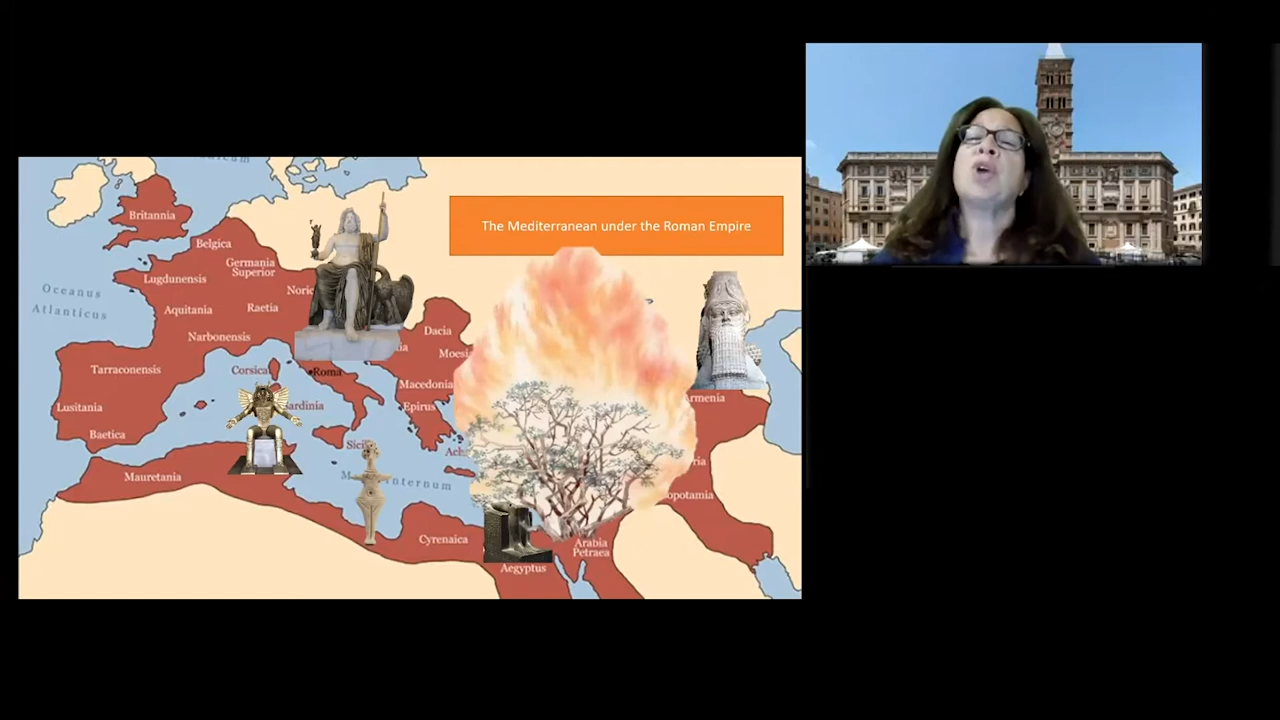 The Mediterranean under the Roman Empire
Britannia
Belgica
Germania
Superior
Lugdunensis
Noric
Oceanus
Atlanticus
Aquitania
Raetia
Narbonensis
Dacia
Moesi
Tarraconensis
Corsica
Roma
Macedonia
Armenia
Lusitania
Sardinia
Epirus
Baetica
Sici
Ach
Mauretania
M
nternum
ria
opotamia
Cyrenaica
Arabia
Petraea
Aegyptus